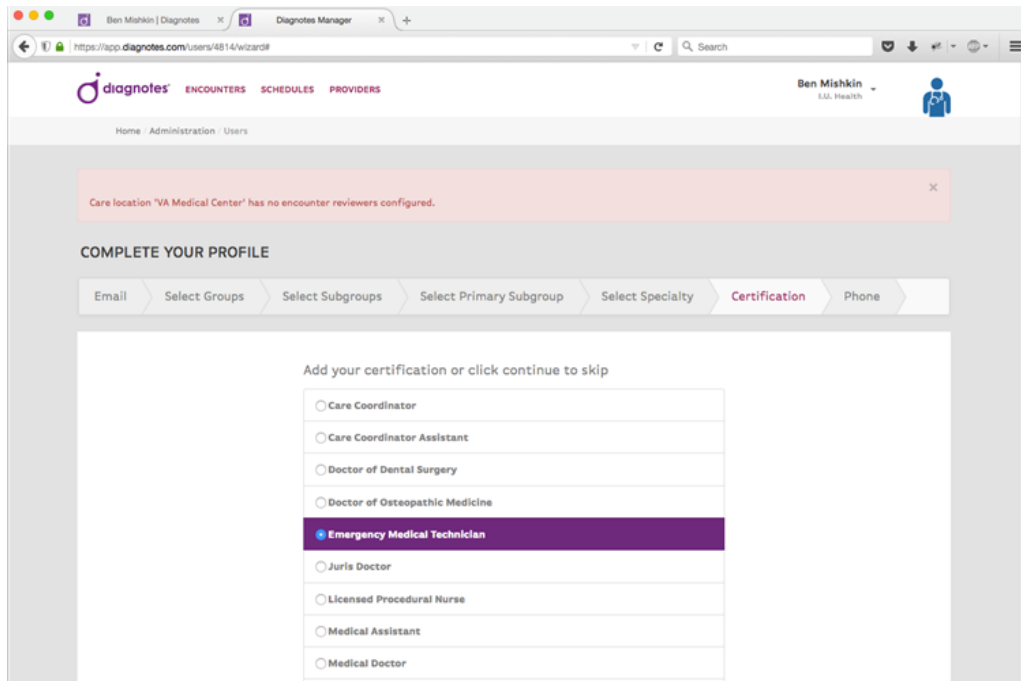 Ben Mishkin | Diagnotes
Diagnotes Manager
https://app.diagnotes.com/users/4814/wizard#
Search
diagnotes ENCOUNTERS SCHEDULES PROVIDERS
Ben Mishkin
I.U. Health
Home / Administration / Users
Care location 'VA Medical Center' has no encounter reviewers configured.
COMPLETE YOUR PROFILE
Email Select Groups Select Subgroups Select Primary Subgroup Select Specialty Certification Phone
Add your certification or click continue to skip
Care Coordinator
Care Coordinator Assistant
Doctor of Dental Surgery
Doctor of Osteopathic Medicine
Emergency Medical Technician
Juris Doctor
Licensed Procedural Nurse
Medical Assistant
Medical Doctor